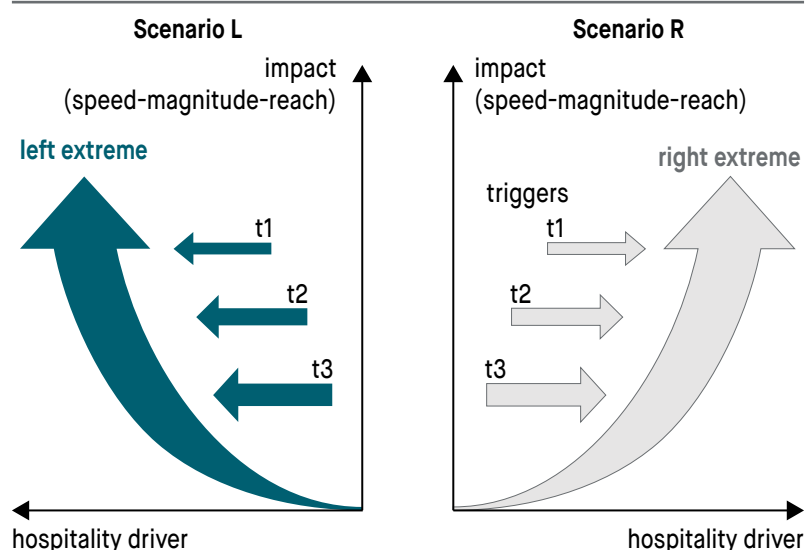 Scenario L
impact
(speed-magnitude-reach)
left extreme
t1
t2
t3
hospitality driver
Scenario R
impact
(speed-magnitude-reach)
right extreme
triggers
t1
t2
t3
hospitality driver